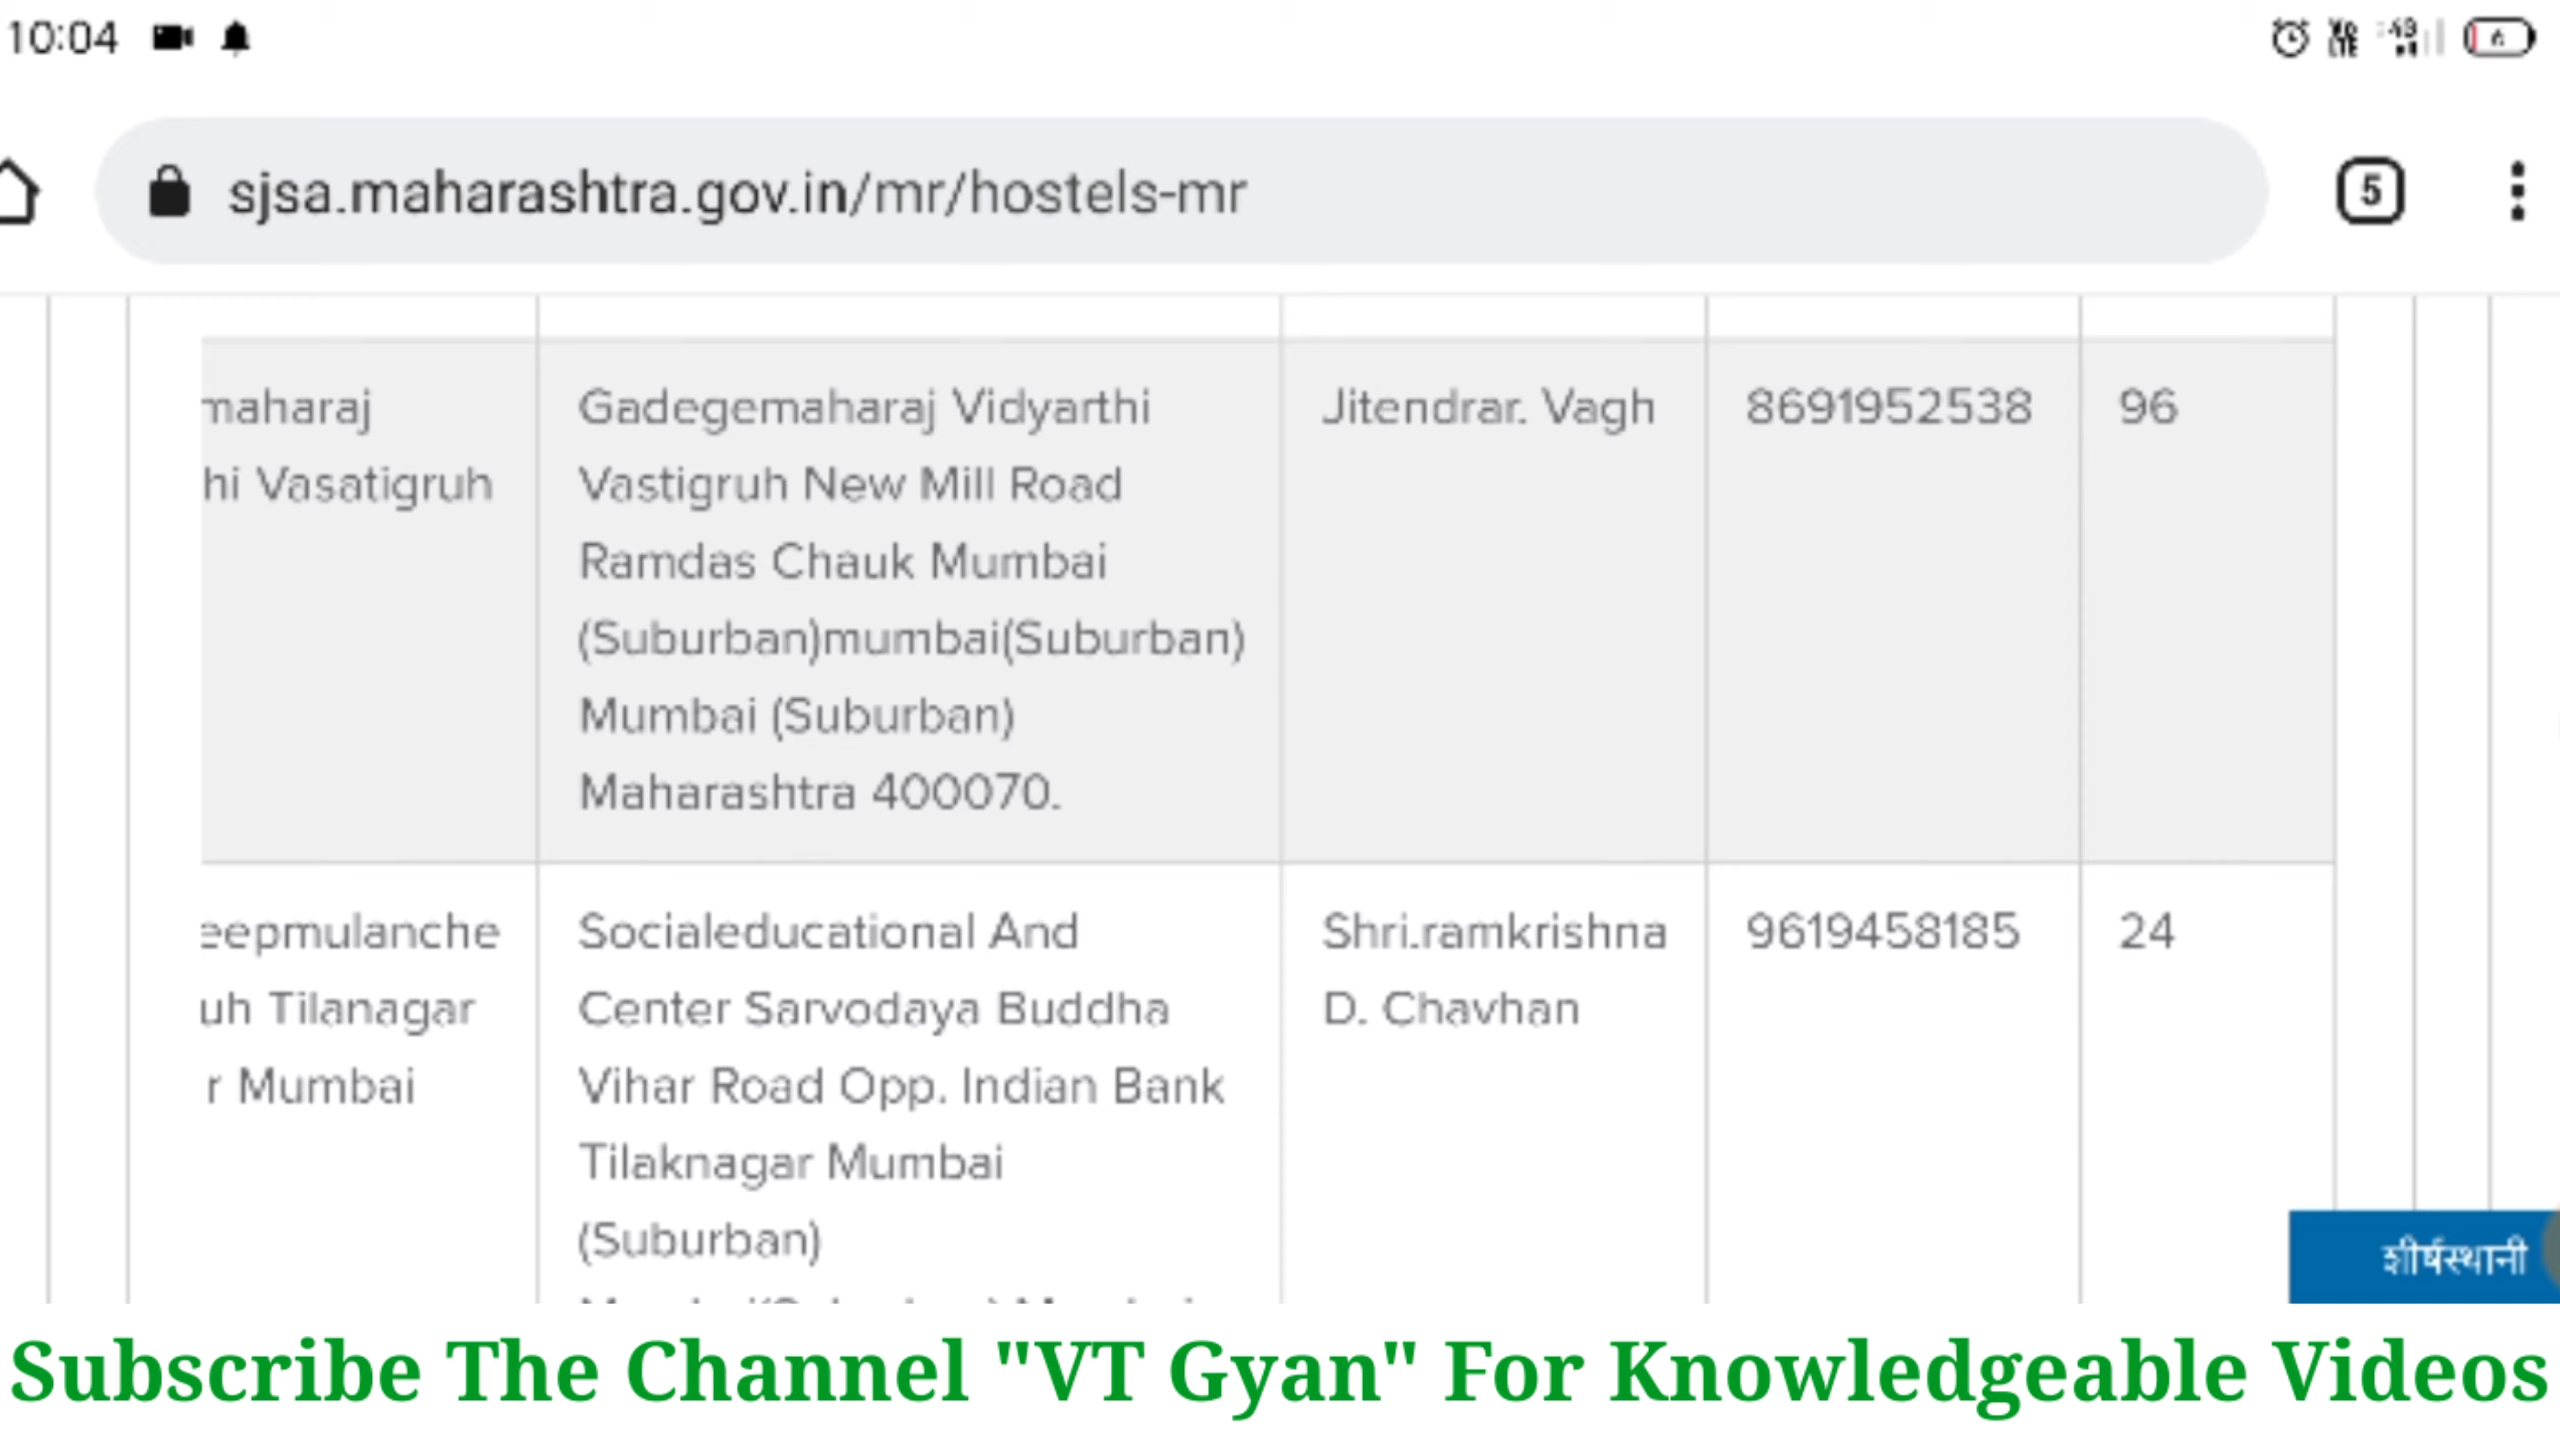 10:04
sjsa.maharashtra.gov.in/mr/hostels-mr
5
maharaj
hi Vasatigruh
Gadegemaharaj Vidyarthi
Vastigruh New Mill Road
Ramdas Chauk Mumbai
(Suburban)mumbai(Suburban)
Mumbai (Suburban)
Maharashtra 400070.
Jitendrar. Vagh
8691952538
96
eepmulanche
uh Tilanagar
r Mumbai
Socialeducational And
Center Sarvodaya Buddha
Vihar Road Opp. Indian Bank
Tilaknagar Mumbai
(Suburban)
Shri.ramkrishna
D. Chavhan
9619458185
24
शीर्षस्थानी
Subscribe The Channel "VT Gyan" For Knowledgeable Videos